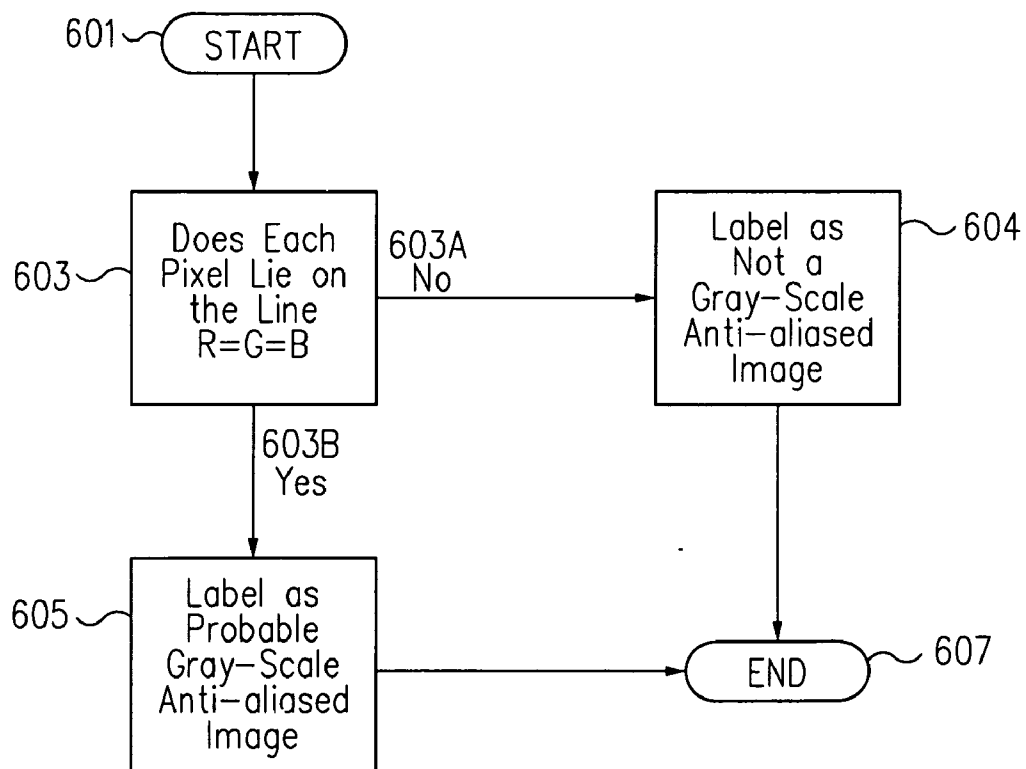 601
START
603
Does Each
Pixel Lie on
the Line
R=G=B
603A
No
Label as
Not a
Gray-Scale
Anti-aliased
Image
604
603B
Yes
605
Label as
Probable
Gray-Scale
Anti-aliased
Image
END
607